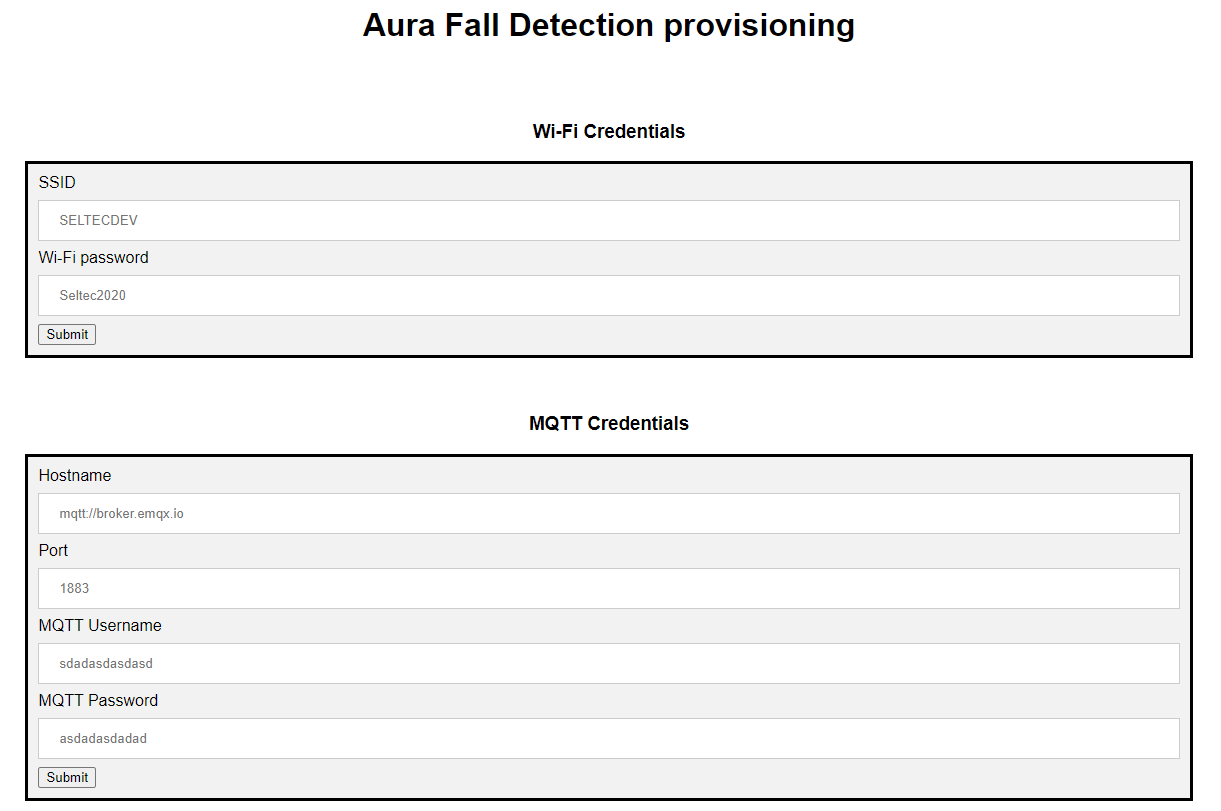 Aura Fall Detection provisioning
Wi-Fi Credentials
SSID
SELTECDEV
Wi-Fi password
Seltec2020
Submit
MQTT Credentials
Hostname
mqtt://broker.emqx.io
Port
1883
MQTT Username
sdadasdasdasd
MQTT Password
asdadasdadad
Submit